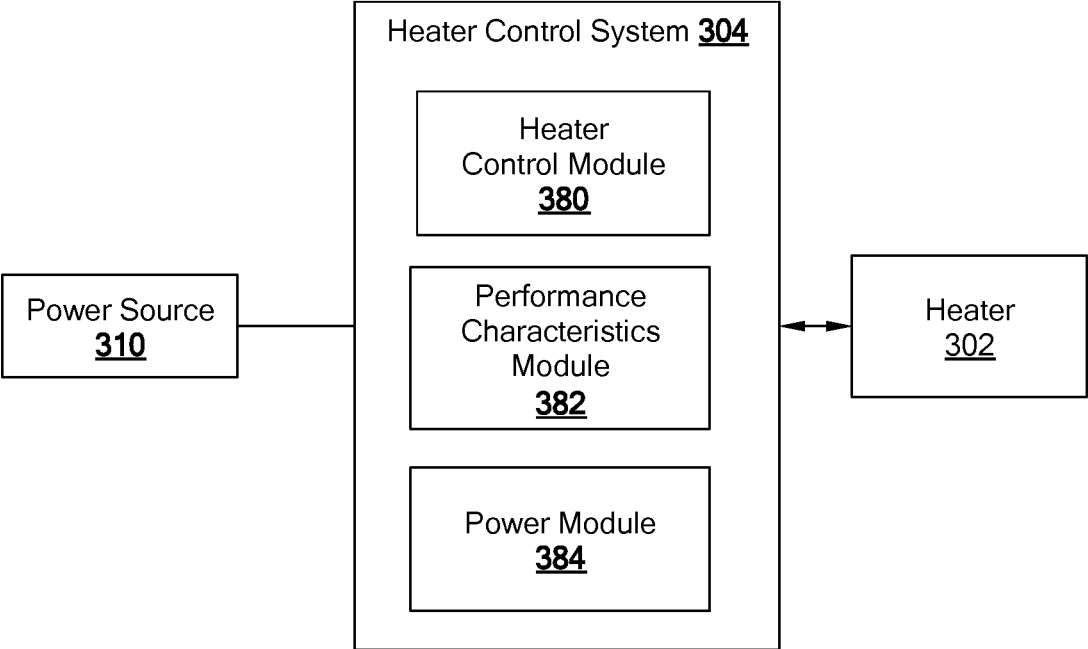 Heater Control System 304
Heater
Control Module
380
Power Source
310
Performance
Characteristics
Module
382
Heater
302
Power Module
384